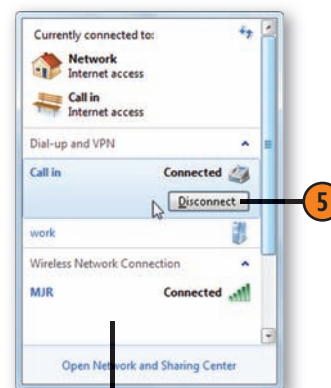 Currently connected to:
Network
Internet access
Call in
Internet access
Dial-up and VPN
Call in Connected
Disconnect
5
work
Wireless Network Connection
MJR Connected
Open Network and Sharing Center